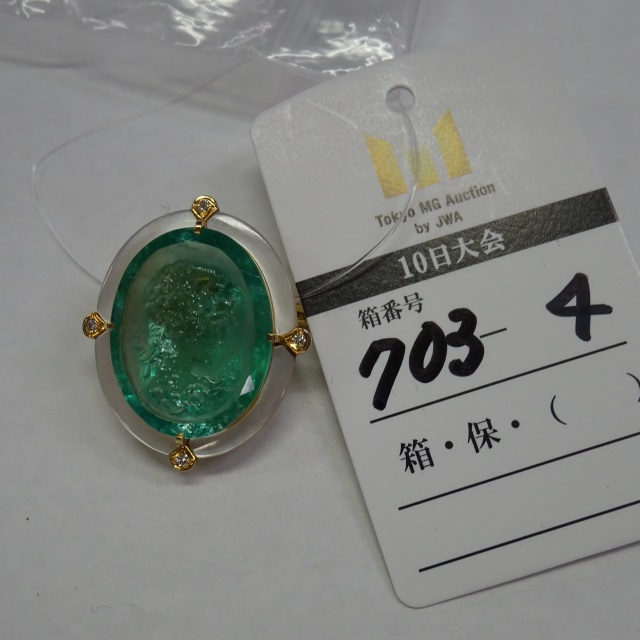 Tokyo MG Auction
by JWA
10日大会
箱番号
703-4
箱・保・（　）